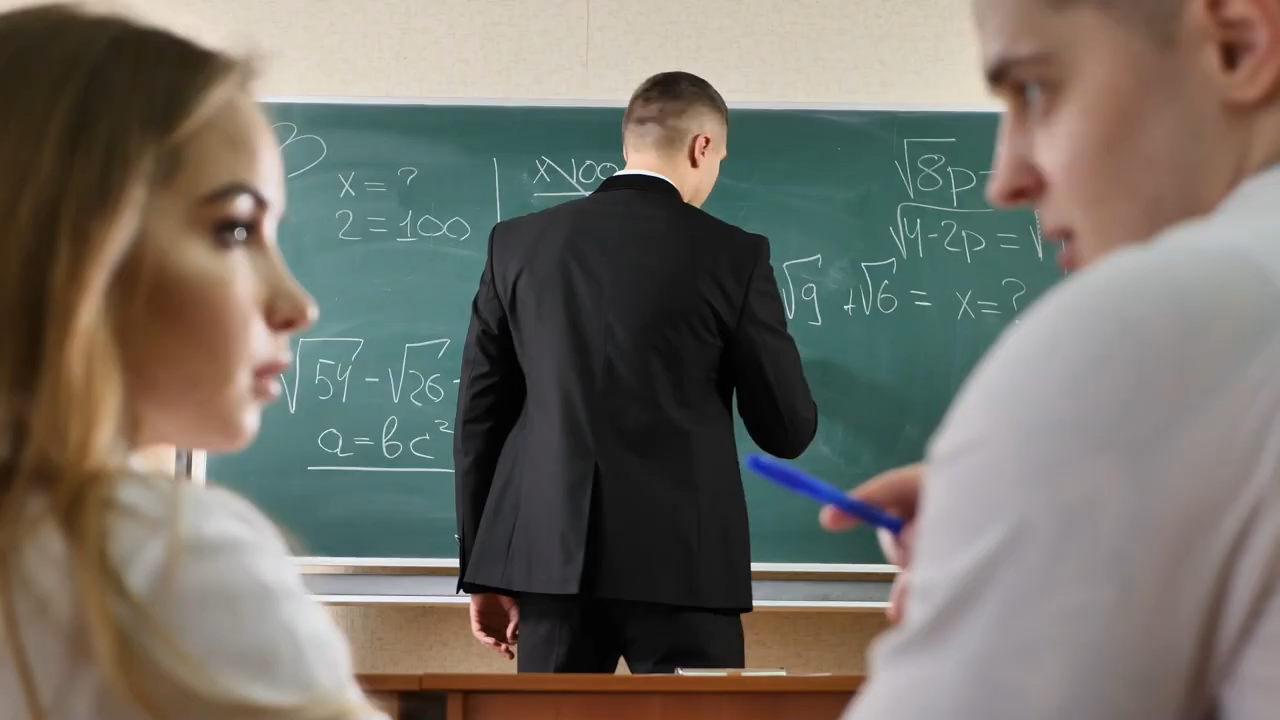 x = ?
2 = 100
x\100
√54 - √26 -
a = bc²
√8p -
√4-2p = √
√9 + √6 = x = ?